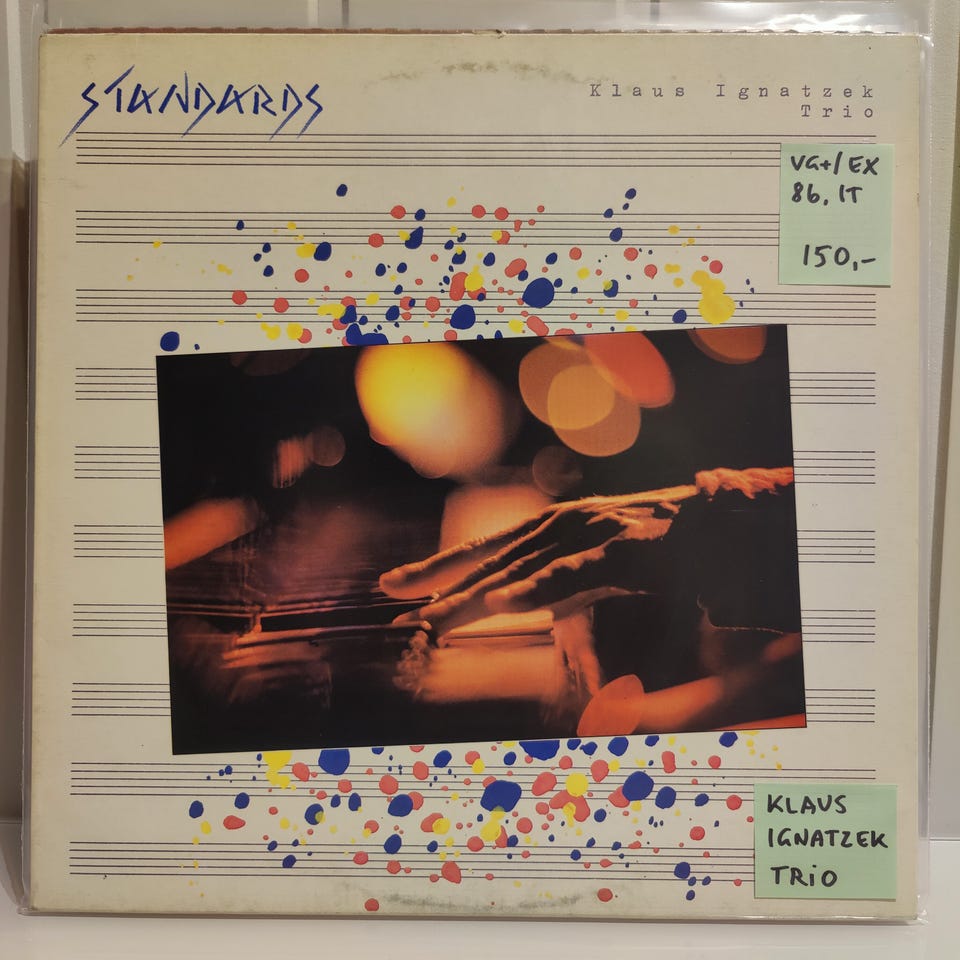 STANDARDS
Klaus Ignatzek
Trio
VG+/EX
86, IT
150,-
KLAUS
IGNATZEK
TRiO